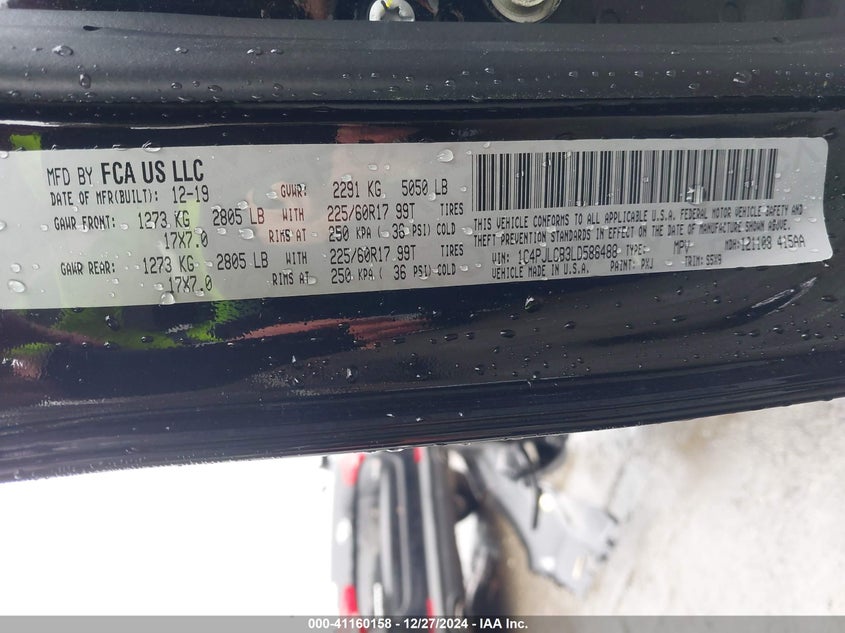 MFD BY FCA US LLC
DATE OF MFR(BUILT): 12-19 GVWR: 2291 KG 5050 LB
GAWR FRONT: 1273 KG 2805 LB WITH 225/60R17 99T TIRES
17X7.0 RIMS AT 250 KPA ( 36 PSI) COLD
GAWR REAR: 1273 KG 2805 LB WITH 225/60R17 99T TIRES
17X7.0 RIMS AT 250 KPA ( 36 PSI) COLD
THIS VEHICLE CONFORMS TO ALL APPLICABLE U.S.A. FEDERAL MOTOR VEHICLE SAFETY AND
THEFT PREVENTION STANDARDS IN EFFECT ON THE DATE OF MANUFACTURE SHOWN ABOVE.
VIN: 1C4PJLCB3LD586488 TYPE: MPV MDH: 121109 415AA
VEHICLE MADE IN U.S.A. PAINT: PXJ TRIM: S5X9
000-41160158 - 12/27/2024 - IAA Inc.